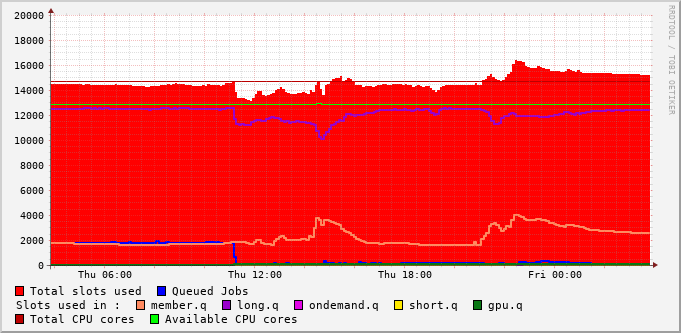 20000
18000
16000
14000
12000
10000
8000
6000
4000
2000
0
Thu 06:00 Thu 12:00 Thu 18:00 Fri 00:00
RRDTOOL / TOBI OETIKER
Total slots used Queued Jobs
Slots used in : member.q long.q ondemand.q short.q gpu.q
Total CPU cores Available CPU cores